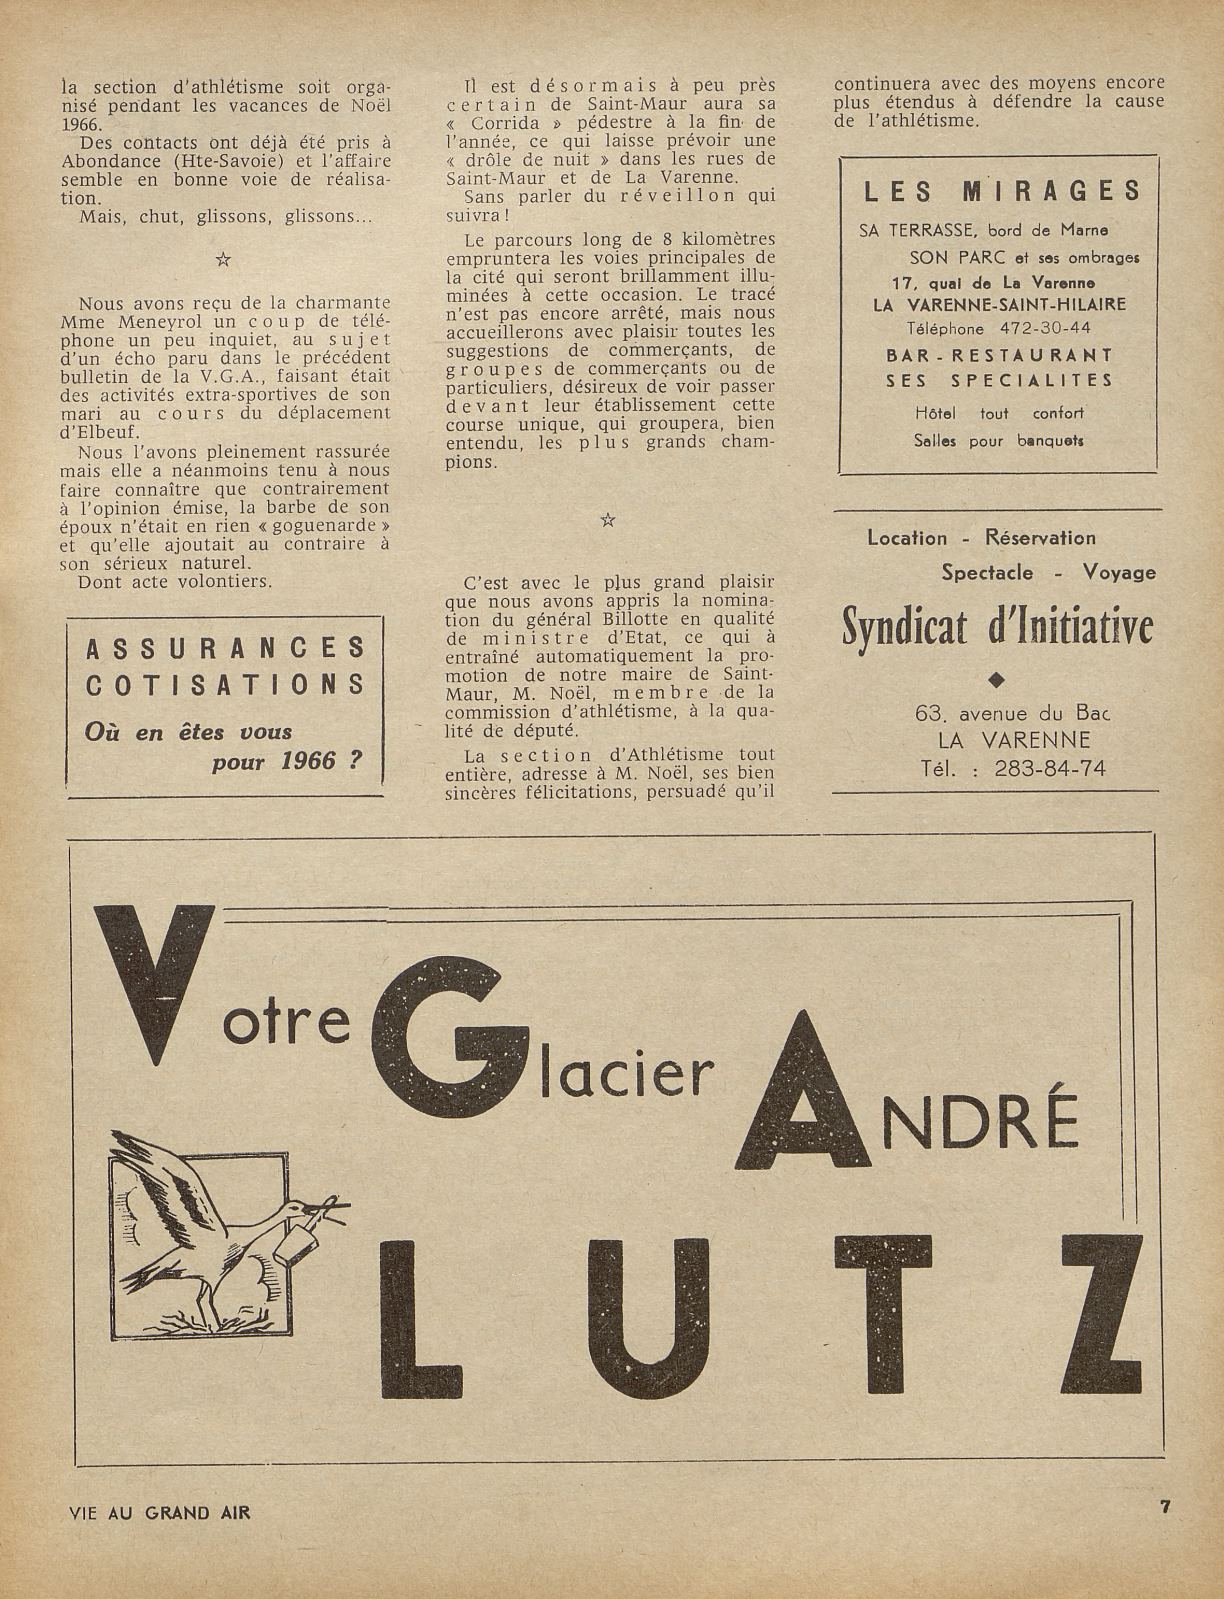 la section d'athlétisme soit orga-
nisé pendant les vacances de Noël
1966.
Des contacts ont déjà été pris à
Abondance (Hte-Savoie) et l'affaire
semble en bonne voie de réalisa-
tion.
Mais, chut, glissons, glissons...
☆
Nous avons reçu de la charmante
Mme Meneyrol un coup de télé-
phone un peu inquiet, au sujet
d'un écho paru dans le précédent
bulletin de la V.G.A., faisant était
des activités extra-sportives de son
mari au cours du déplacement
d'Elbeuf.
Nous l'avons pleinement rassurée
mais elle a néanmoins tenu à nous
faire connaître que contrairement
à l'opinion émise, la barbe de son
époux n'était en rien « goguenarde »
et qu'elle ajoutait au contraire à
son sérieux naturel.
Dont acte volontiers.
ASSURANCES
COTISATIONS
Où en êtes vous
pour 1966 ?
Il est désormais à peu près
certain de Saint-Maur aura sa
« Corrida » pédestre à la fin de
l'année, ce qui laisse prévoir une
« drôle de nuit » dans les rues de
Saint-Maur et de La Varenne.
Sans parler du réveillon qui
suivra !
Le parcours long de 8 kilomètres
empruntera les voies principales de
la cité qui seront brillamment illu-
minées à cette occasion. Le tracé
n'est pas encore arrêté, mais nous
accueillerons avec plaisir toutes les
suggestions de commerçants, de
groupes de commerçants ou de
particuliers, désireux de voir passer
devant leur établissement cette
course unique, qui groupera, bien
entendu, les plus grands cham-
pions.
☆
C'est avec le plus grand plaisir
que nous avons appris la nomina-
tion du général Billotte en qualité
de ministre d'Etat, ce qui à
entraîné automatiquement la pro-
motion de notre maire de Saint-
Maur, M. Noël, membre de la
commission d'athlétisme, à la qua-
lité de député.
La section d'Athlétisme tout
entière, adresse à M. Noël, ses bien
sincères félicitations, persuadé qu'il
continuera avec des moyens encore
plus étendus à défendre la cause
de l'athlétisme.
LES MIRAGES
SA TERRASSE, bord de Marne
SON PARC et ses ombrages
17, quai de La Varenne
LA VARENNE-SAINT-HILAIRE
Téléphone 472-30-44
BAR-RESTAURANT
SES SPECIALITES
Hôtel tout confort
Salles pour banquets
Location - Réservation
Spectacle - Voyage
Syndicat d'Initiative
◆
63, avenue du Bac
LA VARENNE
Tél. : 283-84-74
Votre Glacier ANDRÉ
LUTZ
VIE AU GRAND AIR
7